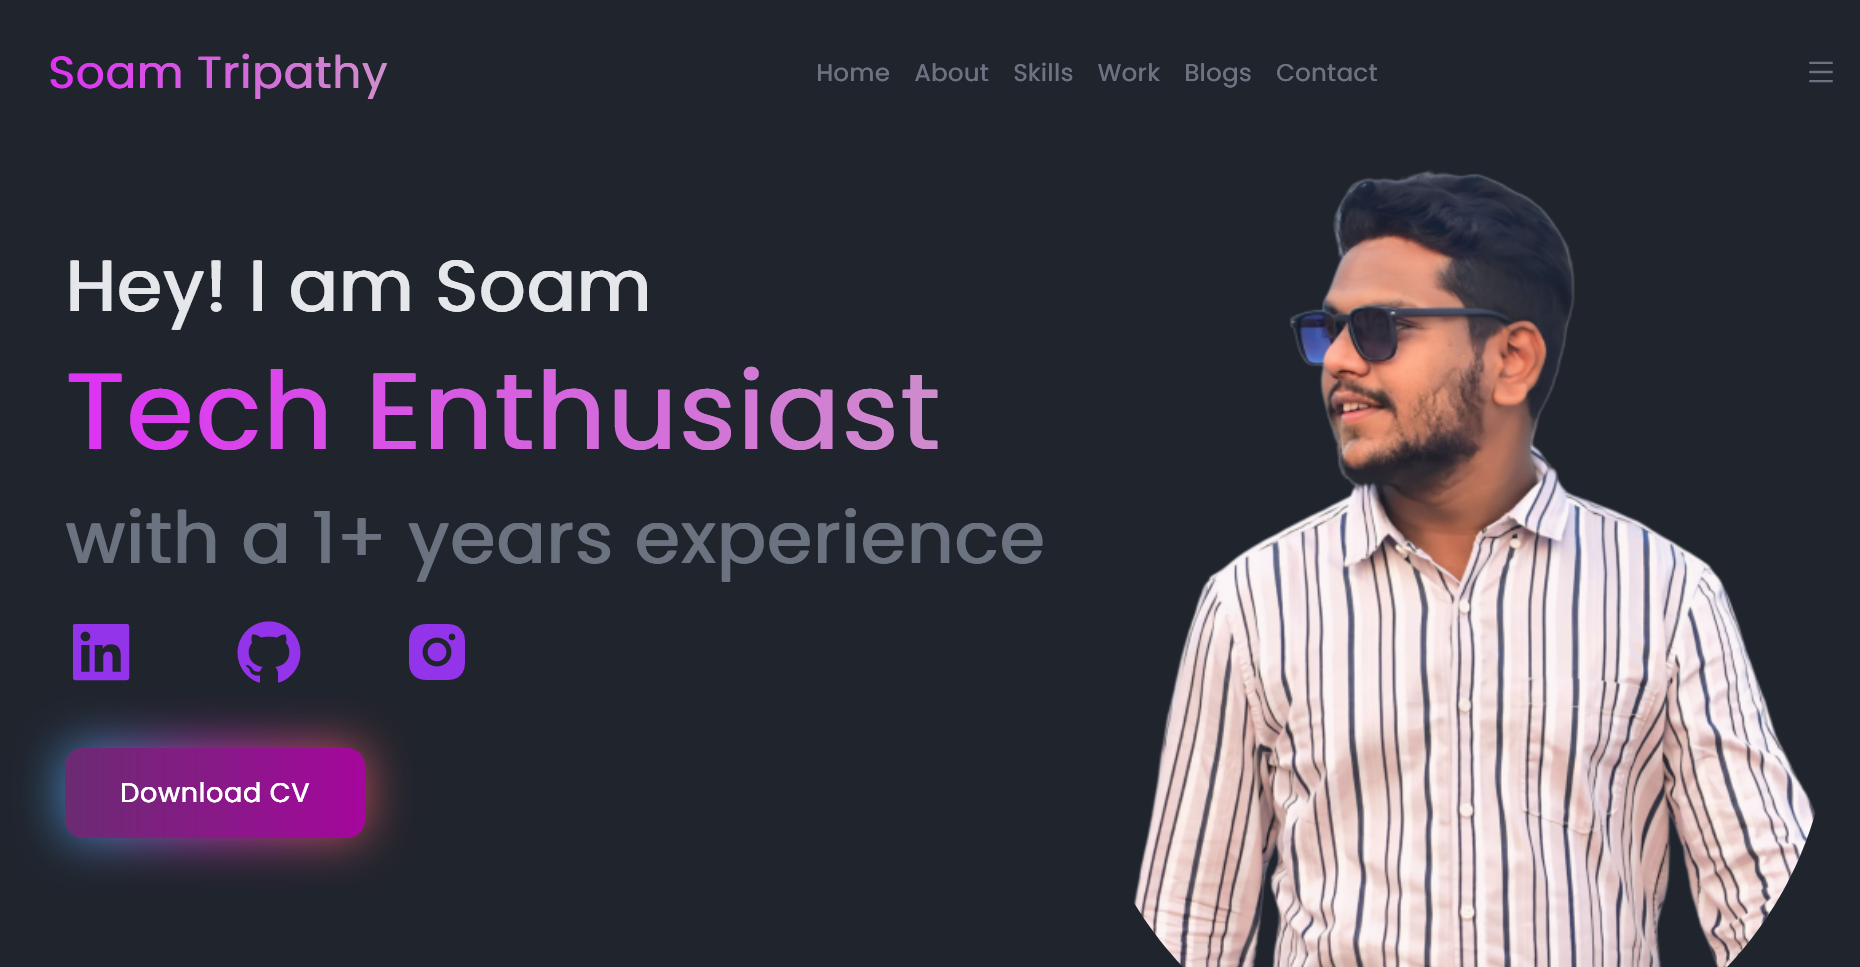 Soam Tripathy
Home About Skills Work Blogs Contact
Hey! I am Soam
Tech Enthusiast
with a 1+ years experience
in
Download CV